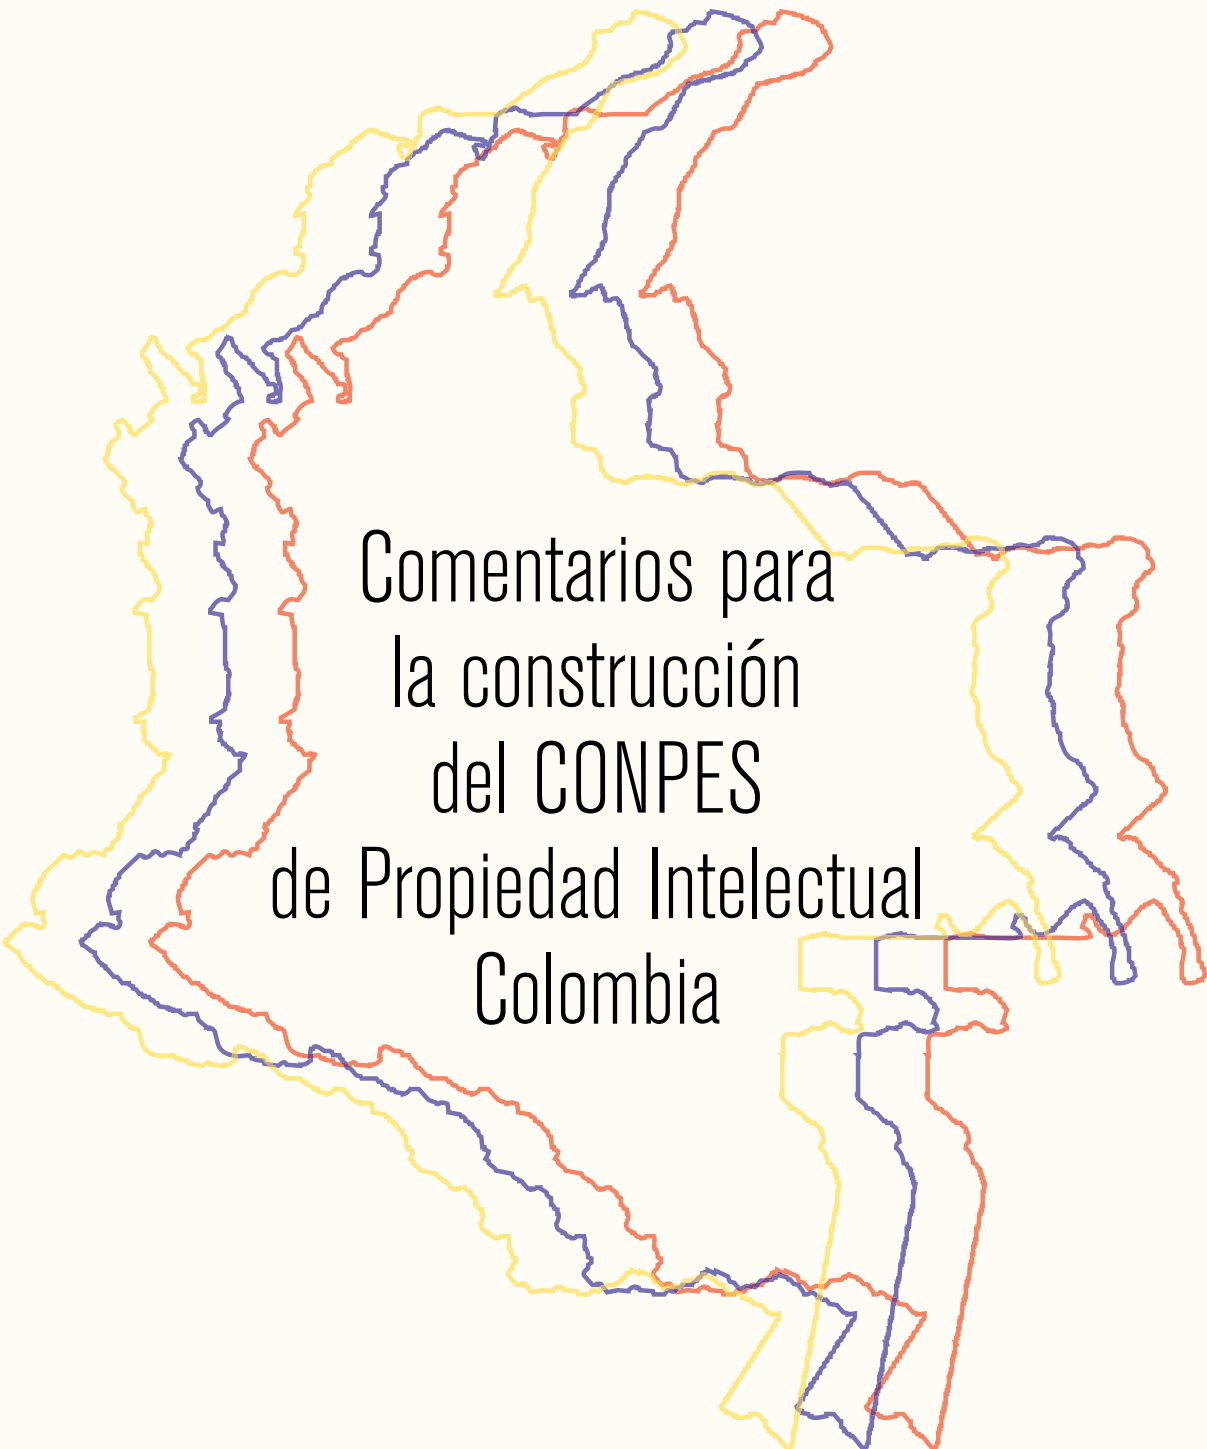 Comentarios para
la construcción
del CONPES
de Propiedad Intelectual
Colombia